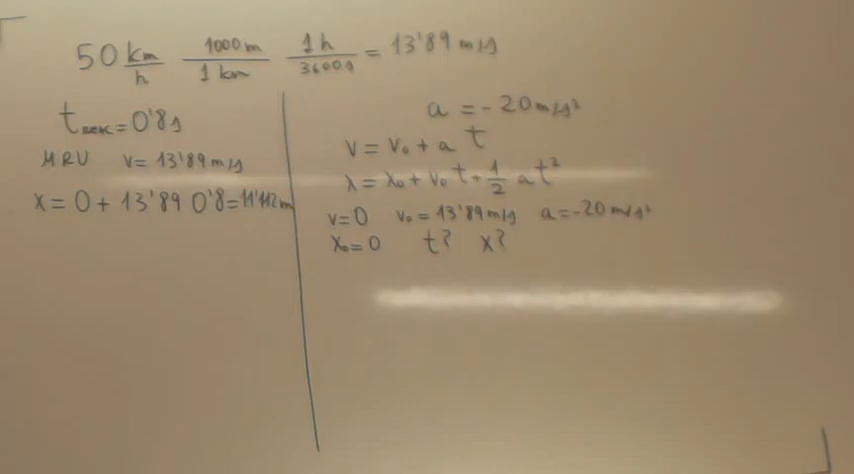 50 km/h 1000 m/1 km 1 h/3600 s = 13'89 m/s
t reac = 0'8 s
MRU v = 13'89 m/s
x = 0 + 13'89 0'8 = 11'112 m
a = - 20 m/s²
v = v₀ + a t
x = x₀ + v₀ t + 1/2 a t²
v = 0 v₀ = 13'89 m/s a = -20 m/s²
x₀ = 0 t? x?